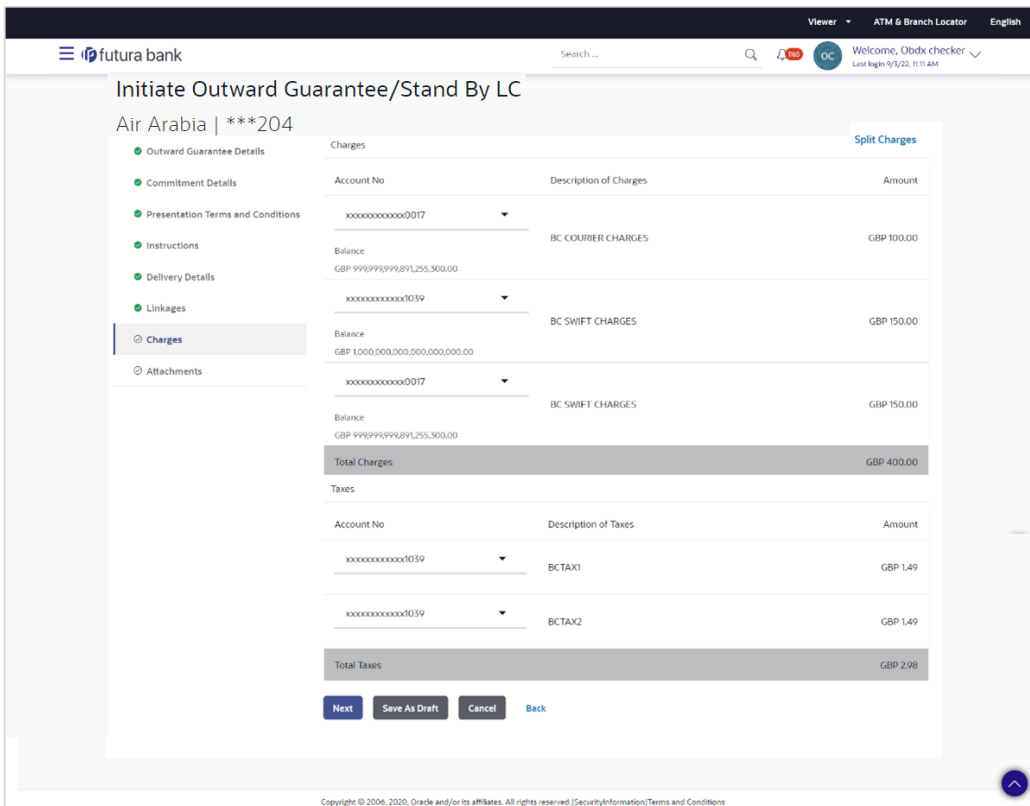 Viewer ATM & Branch Locator English
futura bank Search ... 1165 OC Welcome, Obdx checker
Last login 9/3/22, 11:11 AM
Initiate Outward Guarantee/Stand By LC
Air Arabia | ***204
Outward Guarantee Details
Commitment Details
Presentation Terms and Conditions
Instructions
Delivery Details
Linkages
Charges
Attachments
Charges Split Charges
Account No Description of Charges Amount
xxxxxxxxxxxx0017 BC COURIER CHARGES GBP 100.00
Balance
GBP 999,999,999,891,255,300.00
xxxxxxxxxxxx1039 BC SWIFT CHARGES GBP 150.00
Balance
GBP 1,000,000,000,000,000,000.00
xxxxxxxxxxxx0017 BC SWIFT CHARGES GBP 150.00
Balance
GBP 999,999,999,891,255,300.00
Total Charges GBP 400.00
Taxes
Account No Description of Taxes Amount
xxxxxxxxxxxx1039 BCTAX1 GBP 1.49
xxxxxxxxxxxx1039 BCTAX2 GBP 1.49
Total Taxes GBP 2.98
Next Save As Draft Cancel Back
Copyright © 2006, 2020, Oracle and/or its affiliates. All rights reserved.|SecurityInformation|Terms and Conditions